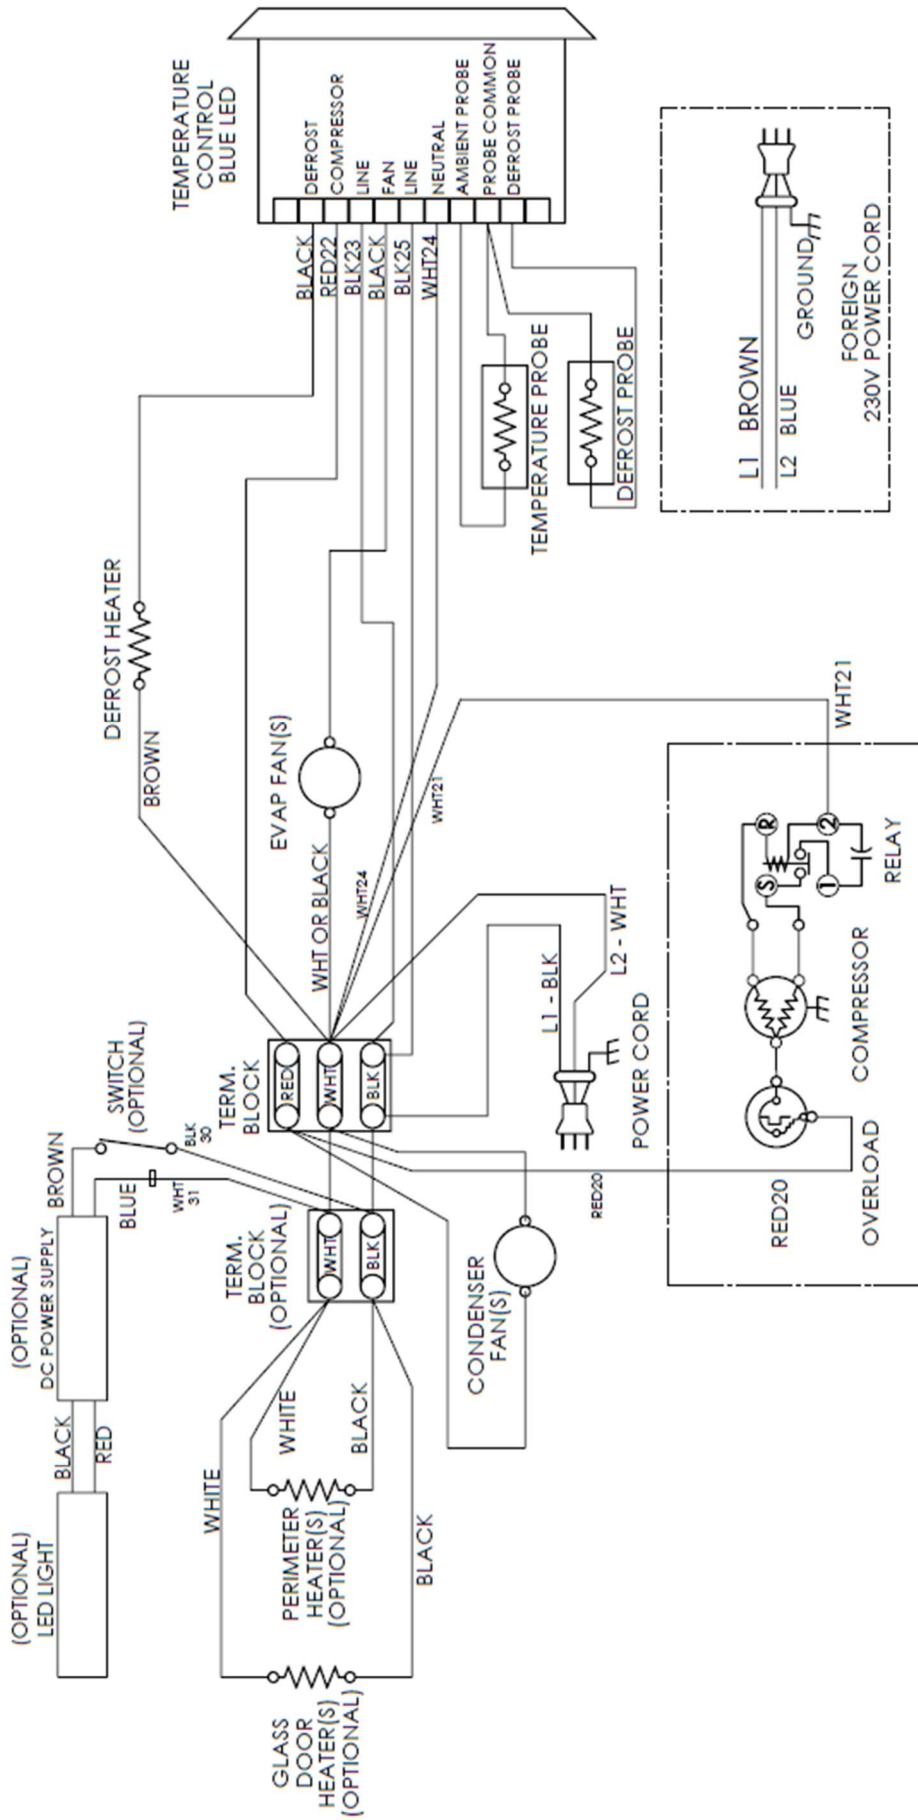 TEMPERATURE
CONTROL
BLUE LED
DEFROST
COMPRESSOR
LINE
FAN
LINE
NEUTRAL
AMBIENT PROBE
PROBE COMMON
DEFROST PROBE
BLACK
RED22
BLK23
BLACK
BLK25
WHT24
DEFROST HEATER
BROWN
EVAP FAN(S)
WHT OR BLACK
WHT24
WHT21
TEMPERATURE PROBE
DEFROST PROBE
L1 BROWN
L2 BLUE
GROUND
FOREIGN
230V POWER CORD
SWITCH
(OPTIONAL)
BLK
30
BROWN
BLUE
WHT
31
(OPTIONAL)
DC POWER SUPPLY
BLACK
RED
(OPTIONAL)
LED LIGHT
TERM.
BLOCK
RED
WHT
BLK
TERM.
BLOCK
(OPTIONAL)
WHT
BLK
L1 - BLK
L2 - WHT
POWER CORD
RED20
WHITE
WHITE
BLACK
BLACK
PERIMETER
HEATER(S)
(OPTIONAL)
GLASS
DOOR
HEATER(S)
(OPTIONAL)
CONDENSER
FAN(S)
WHT21
R
S
2
1
RELAY
COMPRESSOR
RED20
OVERLOAD